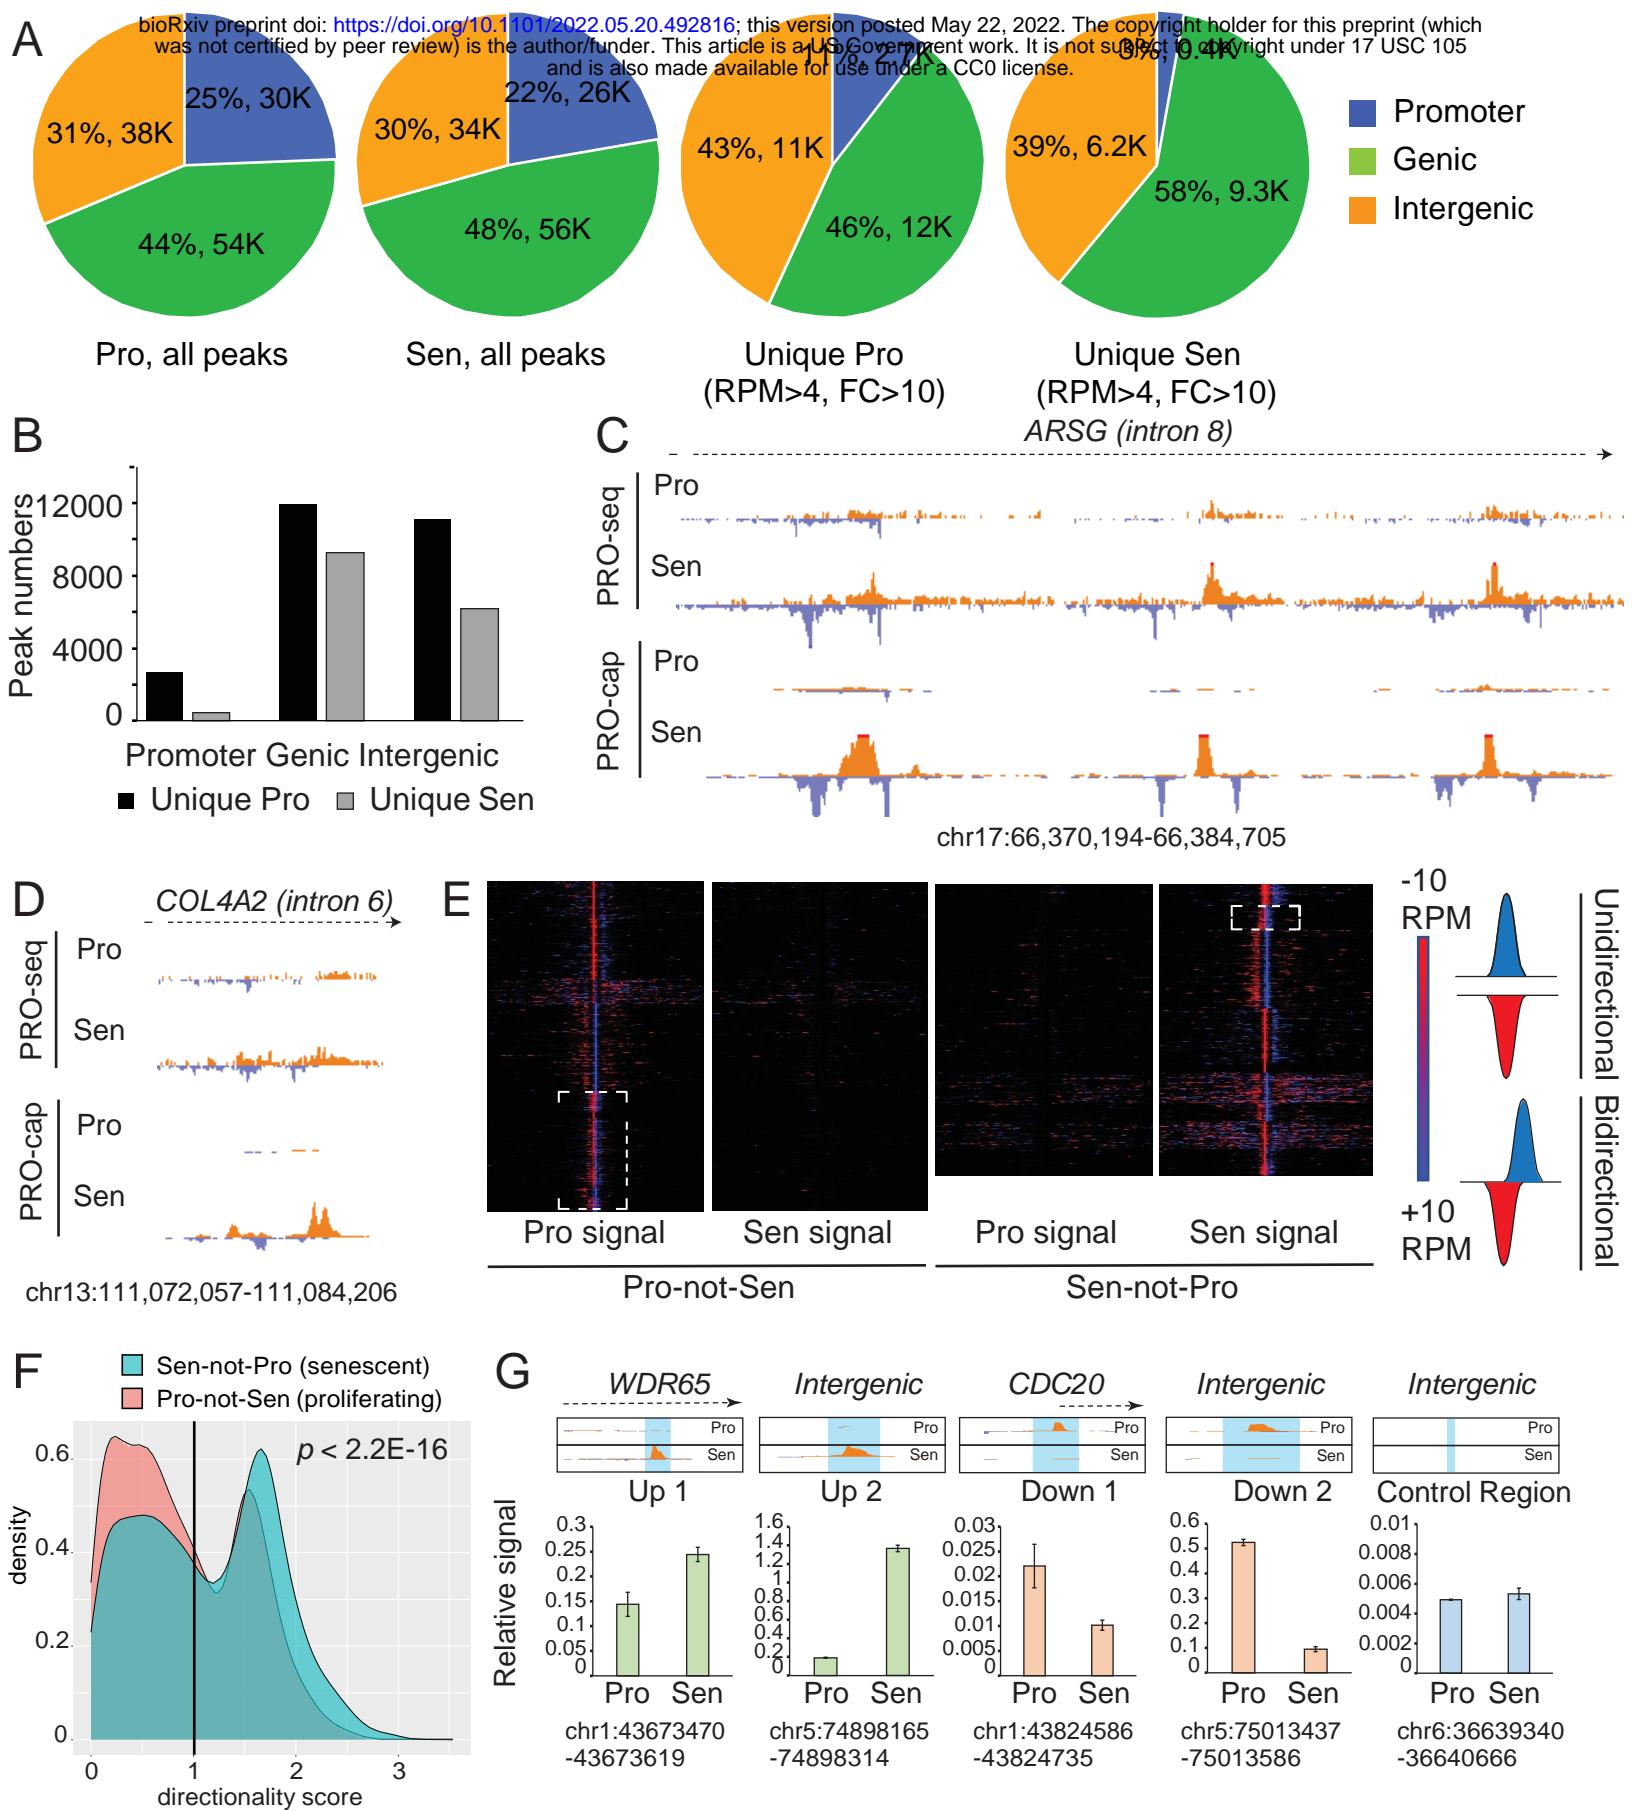 bioRxiv preprint doi: https://doi.org/10.1101/2022.05.20.492816; this version posted May 22, 2022. The copyright holder for this preprint (which
was not certified by peer review) is the author/funder. This article is a US Government work. It is not subject to copyright under 17 USC 105
and is also made available for use under a CC0 license.
A
25%, 30K
31%, 38K
44%, 54K
22%, 26K
30%, 34K
48%, 56K
11%, 2.7K
43%, 11K
46%, 12K
3%, 0.4K
39%, 6.2K
58%, 9.3K
Promoter
Genic
Intergenic
Pro, all peaks
Sen, all peaks
Unique Pro
(RPM>4, FC>10)
Unique Sen
(RPM>4, FC>10)
B
Peak numbers
12000
8000
4000
0
Promoter Genic Intergenic
Unique Pro
Unique Sen
C
ARSG (intron 8)
PRO-seq
Pro
Sen
PRO-cap
Pro
Sen
chr17:66,370,194-66,384,705
D
COL4A2 (intron 6)
PRO-seq
Pro
Sen
PRO-cap
Pro
Sen
chr13:111,072,057-111,084,206
E
Pro signal
Sen signal
Pro signal
Sen signal
Pro-not-Sen
Sen-not-Pro
-10
RPM
+10
RPM
Unidirectional
Bidirectional
F
Sen-not-Pro (senescent)
Pro-not-Sen (proliferating)
p < 2.2E-16
density
0.6
0.4
0.2
0
0
1
2
3
directionality score
G
WDR65
Intergenic
CDC20
Intergenic
Intergenic
Pro
Sen
Pro
Sen
Pro
Sen
Pro
Sen
Pro
Sen
Up 1
Up 2
Down 1
Down 2
Control Region
Relative signal
0.3
0.25
0.2
0.15
0.1
0.05
0
1.6
1.4
1.2
1.0
0.8
0.6
0.4
0.2
0
0.03
0.025
0.02
0.015
0.01
0.005
0
0.6
0.5
0.4
0.3
0.2
0.1
0
0.01
0.008
0.006
0.004
0.002
0
Pro Sen
Pro Sen
Pro Sen
Pro Sen
Pro Sen
chr1:43673470
-43673619
chr5:74898165
-74898314
chr1:43824586
-43824735
chr5:75013437
-75013586
chr6:36639340
-36640666